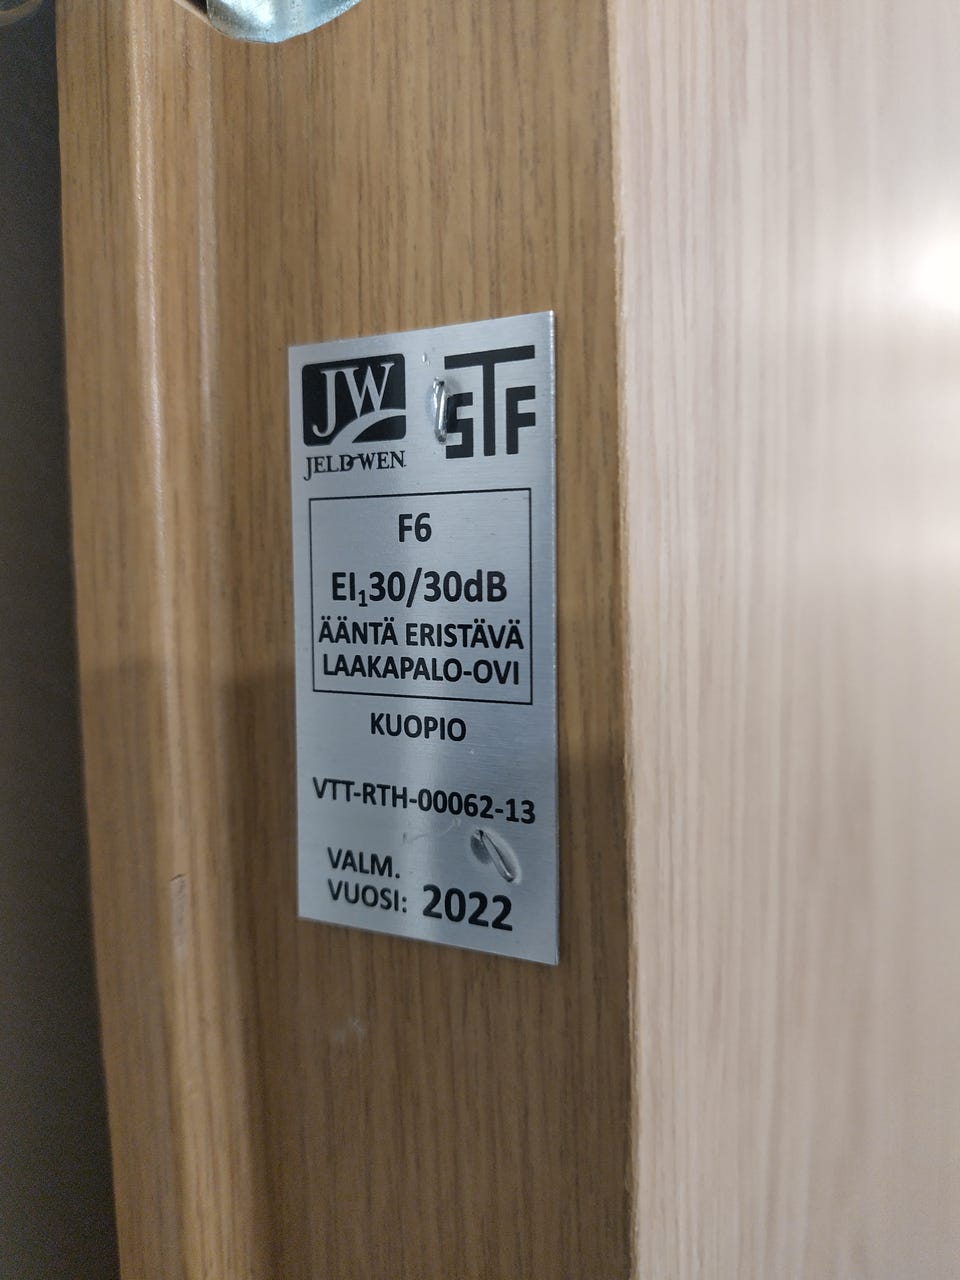 JW STF
JELD-WEN
F6
EI₁30/30dB
ÄÄNTÄ ERISTÄVÄ
LAAKAPALO-OVI
KUOPIO
VTT-RTH-00062-13
VALM.
VUOSI: 2022